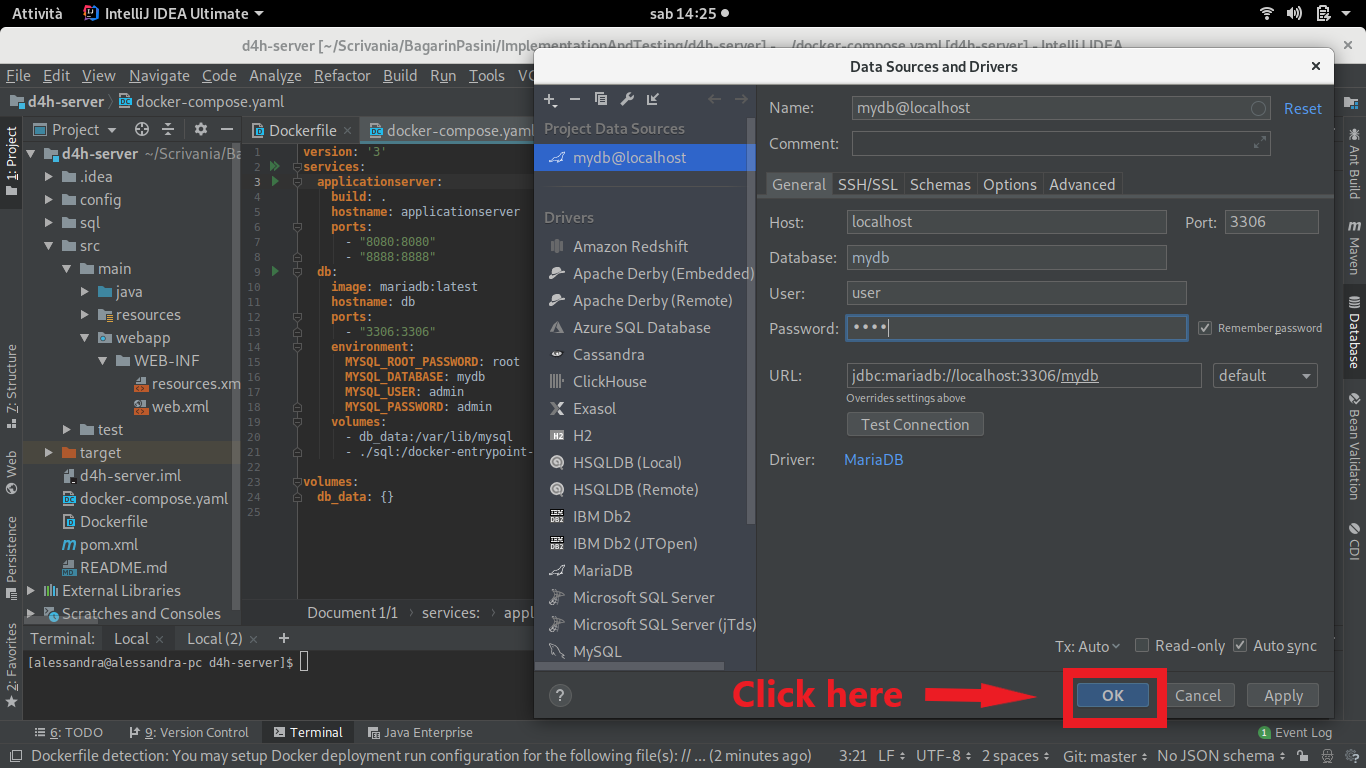 Attività IntelliJ IDEA Ultimate sab 14:25
d4h-server [~/Scrivania/BagarinPasini/ImplementationAndTesting/d4h-server] - .../docker-compose.yaml [d4h-server] - IntelliJ IDEA
File Edit View Navigate Code Analyze Refactor Build Run Tools VC
d4h-server docker-compose.yaml
Project
d4h-server ~/Scrivania/Ba
.idea
config
sql
src
main
java
resources
webapp
WEB-INF
resources.xm
web.xml
test
target
d4h-server.iml
docker-compose.yaml
Dockerfile
pom.xml
README.md
External Libraries
Scratches and Consoles
1: Project
7: Structure
Web
Persistence
2: Favorites
Dockerfile docker-compose.yaml
1 version: '3'
2 services:
3 applicationserver:
4 build: .
5 hostname: applicationserver
6 ports:
7 - "8080:8080"
8 - "8888:8888"
9 db:
10 image: mariadb:latest
11 hostname: db
12 ports:
13 - "3306:3306"
14 environment:
15 MYSQL_ROOT_PASSWORD: root
16 MYSQL_DATABASE: mydb
17 MYSQL_USER: admin
18 MYSQL_PASSWORD: admin
19 volumes:
20 - db_data:/var/lib/mysql
21 - ./sql:/docker-entrypoint-
22
23 volumes:
24 db_data: {}
25
Document 1/1 › services: › appl
Data Sources and Drivers
Project Data Sources
mydb@localhost
Drivers
Amazon Redshift
Apache Derby (Embedded)
Apache Derby (Remote)
Azure SQL Database
Cassandra
ClickHouse
Exasol
H2
HSQLDB (Local)
HSQLDB (Remote)
IBM Db2
IBM Db2 (JTOpen)
MariaDB
Microsoft SQL Server
Microsoft SQL Server (jTds)
MySQL
Name: mydb@localhost Reset
Comment:
General SSH/SSL Schemas Options Advanced
Host: localhost Port: 3306
Database: mydb
User: user
Password: •••• Remember password
URL: jdbc:mariadb://localhost:3306/mydb default
Overrides settings above
Test Connection
Driver: MariaDB
Tx: Auto Read-only Auto sync
? Click here OK Cancel Apply
Ant Build
Maven
Database
Bean Validation
CDI
Terminal: Local × Local (2) × +
[alessandra@alessandra-pc d4h-server]$
6: TODO 9: Version Control Terminal Java Enterprise 1 Event Log
Dockerfile detection: You may setup Docker deployment run configuration for the following file(s): // ... (2 minutes ago) 3:21 LF UTF-8 2 spaces Git: master No JSON schema